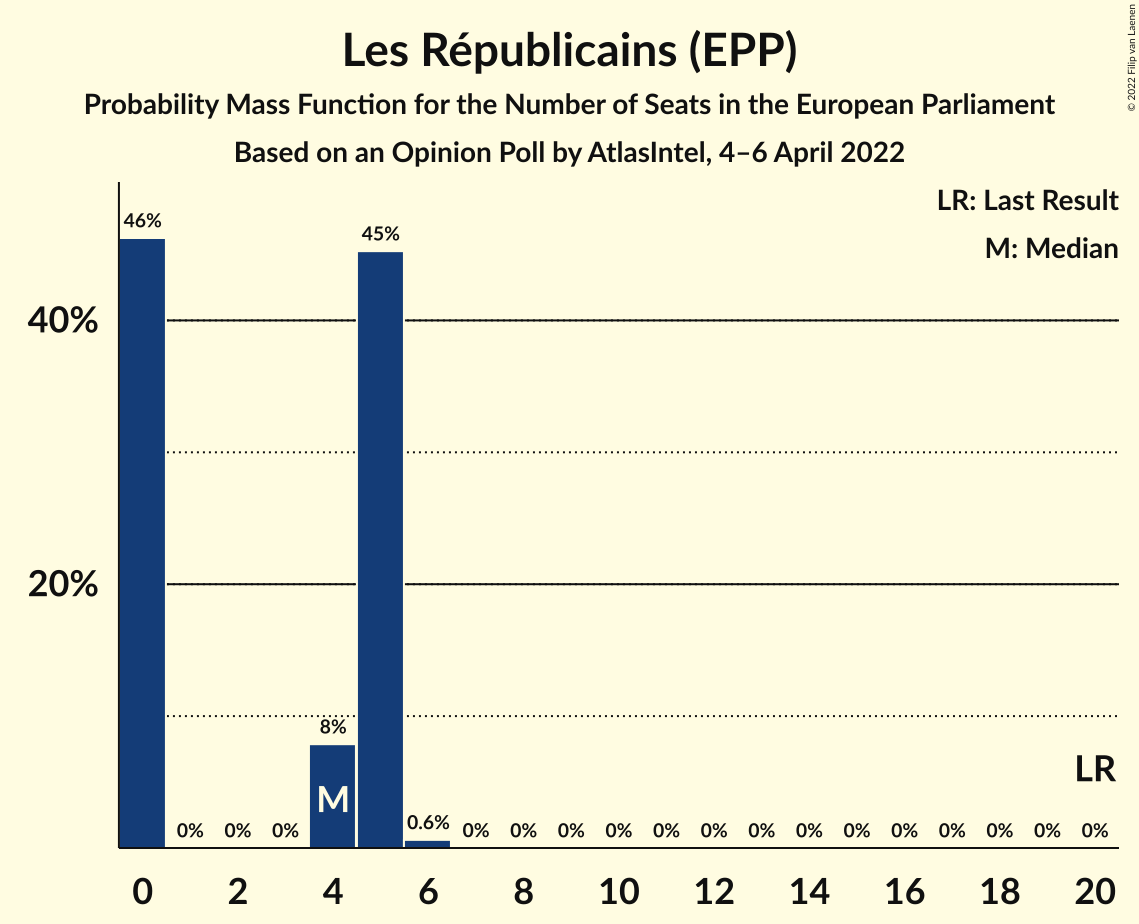 Les Républicains (EPP)
Probability Mass Function for the Number of Seats in the European Parliament
Based on an Opinion Poll by AtlasIntel, 4–6 April 2022
© 2022 Filip van Laenen
LR: Last Result
M: Median
46%
45%
40%
20%
8%
M
LR
0% 0% 0% 0.6% 0% 0% 0% 0% 0% 0% 0% 0% 0% 0% 0% 0% 0% 0%
0 2 4 6 8 10 12 14 16 18 20